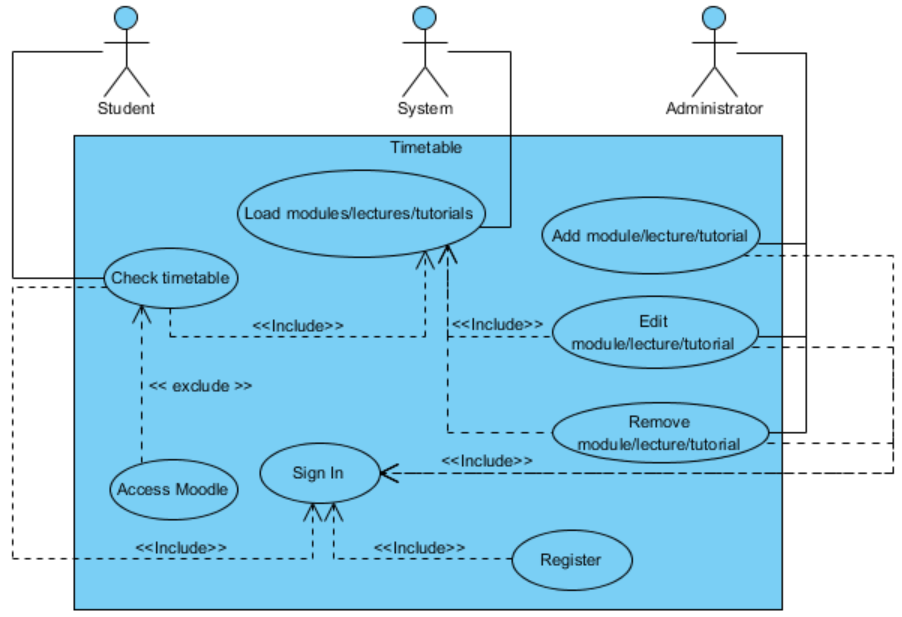 Student
System
Administrator
Timetable
Load modules/lectures/tutorials
Add module/lecture/tutorial
Check timetable
<<Include>>
<<Include>>
Edit
module/lecture/tutorial
<< exclude >>
Remove
module/lecture/tutorial
<<Include>>
Sign In
Access Moodle
<<Include>>
<<Include>>
Register